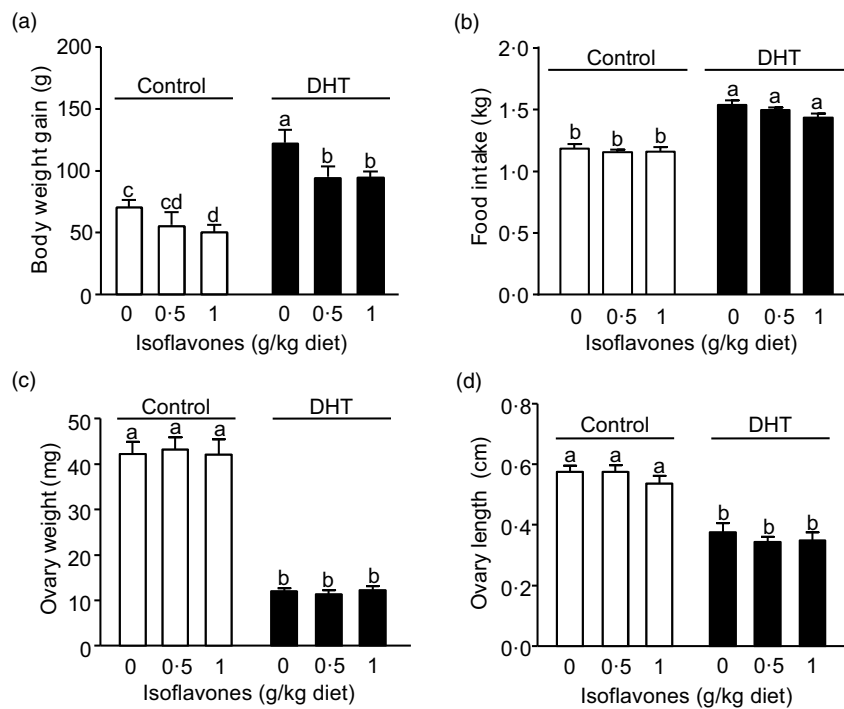 (a)
200
150
100
50
0
Body weight gain (g)
Control
DHT
c
cd
d
a
b
b
0 0·5 1 0 0·5 1
Isoflavones (g/kg diet)
(b)
2·0
1·5
1·0
0·5
0·0
Food intake (kg)
Control
DHT
b b b a a a
0 0·5 1 0 0·5 1
Isoflavones (g/kg diet)
(c)
50
40
30
20
10
0
Ovary weight (mg)
Control
DHT
a a a b b b
0 0·5 1 0 0·5 1
Isoflavones (g/kg diet)
(d)
0·8
0·6
0·4
0·2
0·0
Ovary length (cm)
Control
DHT
a a a b b b
0 0·5 1 0 0·5 1
Isoflavones (g/kg diet)